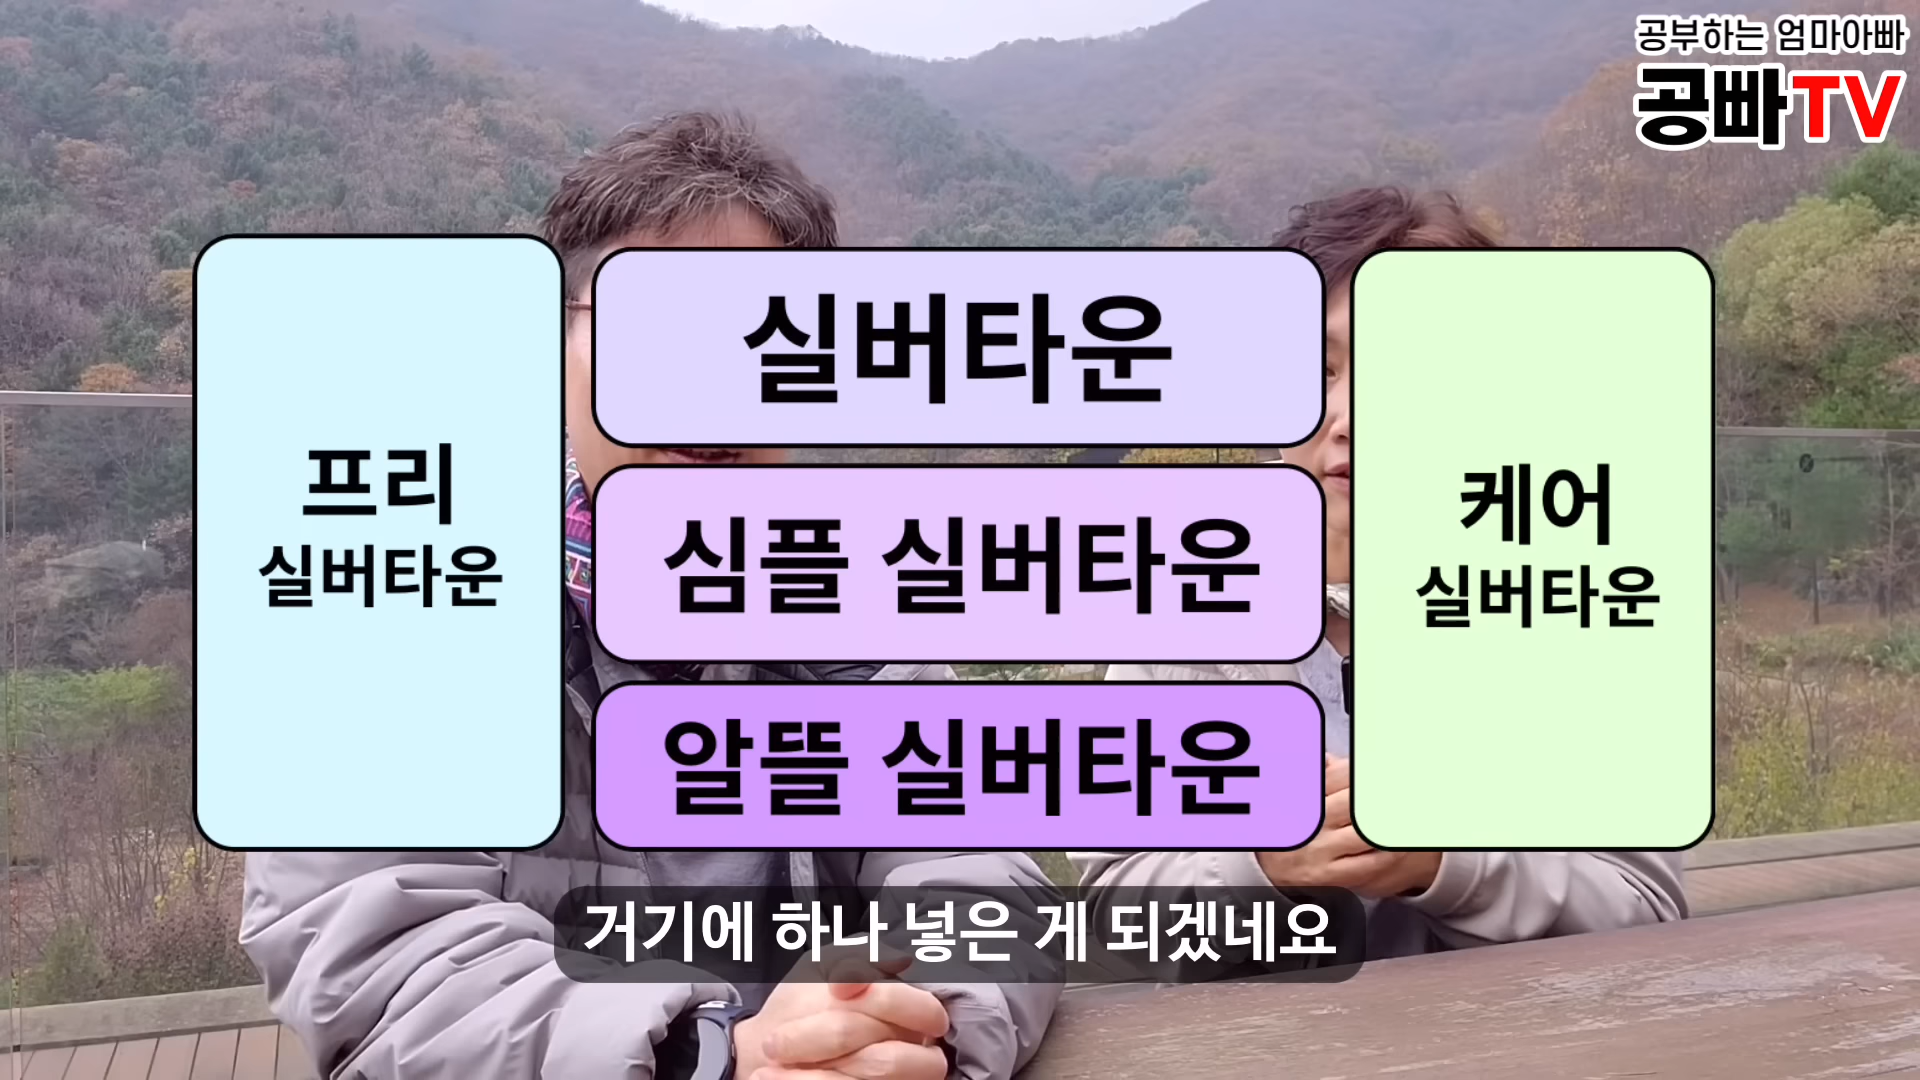 공부하는 엄마아빠
공빠TV
프리
실버타운
실버타운
심플 실버타운
알뜰 실버타운
케어
실버타운
거기에 하나 넣은 게 되겠네요